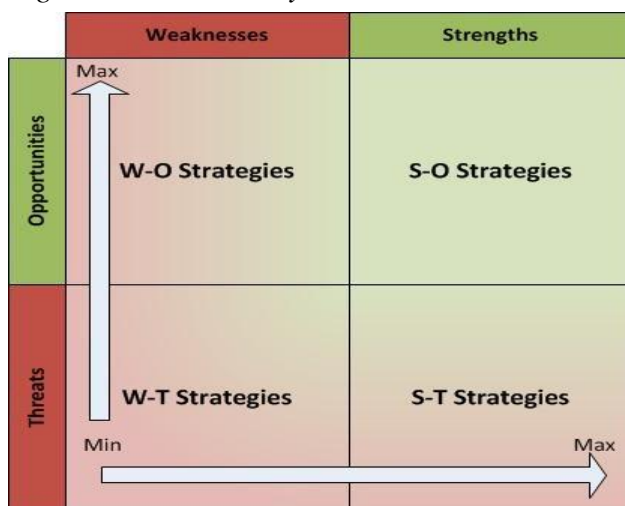 Weaknesses
Strengths
Opportunities
Max
W-O Strategies
S-O Strategies
Threats
W-T Strategies
S-T Strategies
Min
Max